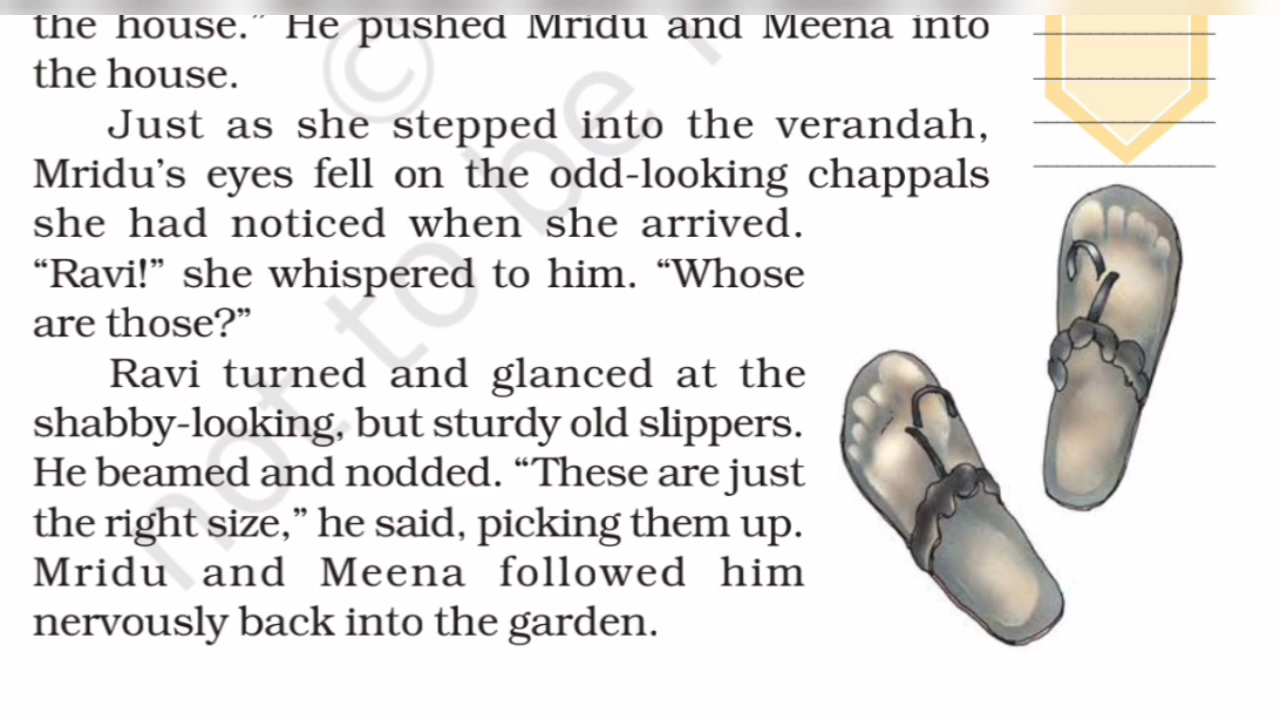 the house.” He pushed Mridu and Meena into
the house.
Just as she stepped into the verandah,
Mridu’s eyes fell on the odd-looking chappals
she had noticed when she arrived.
“Ravi!” she whispered to him. “Whose
are those?”
Ravi turned and glanced at the
shabby-looking, but sturdy old slippers.
He beamed and nodded. “These are just
the right size,” he said, picking them up.
Mridu and Meena followed him
nervously back into the garden.
©
not to be r